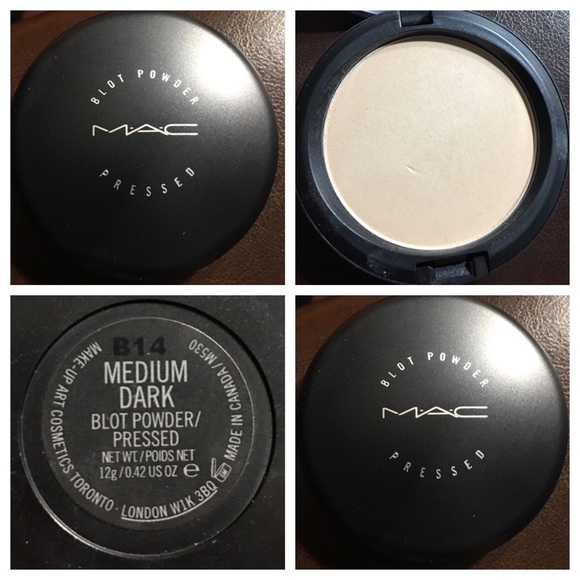 BLOT POWDER
M·A·C
PRESSED
B14
MEDIUM
DARK
BLOT POWDER/
PRESSED
NET WT./POIDS NET
12g/0.42 US OZ e
MAKE-UP ART COSMETICS TORONTO · LONDON W1K 3BQ
MADE IN CANADA/M530
BLOT POWDER
M·A·C
PRESSED